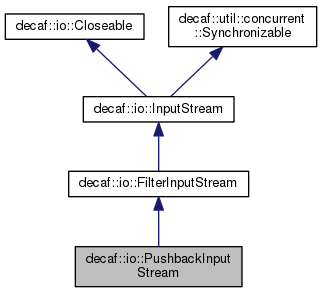 decaf::io::Closeable
decaf::util::concurrent
::Synchronizable
decaf::io::InputStream
decaf::io::FilterInputStream
decaf::io::PushbackInput
Stream